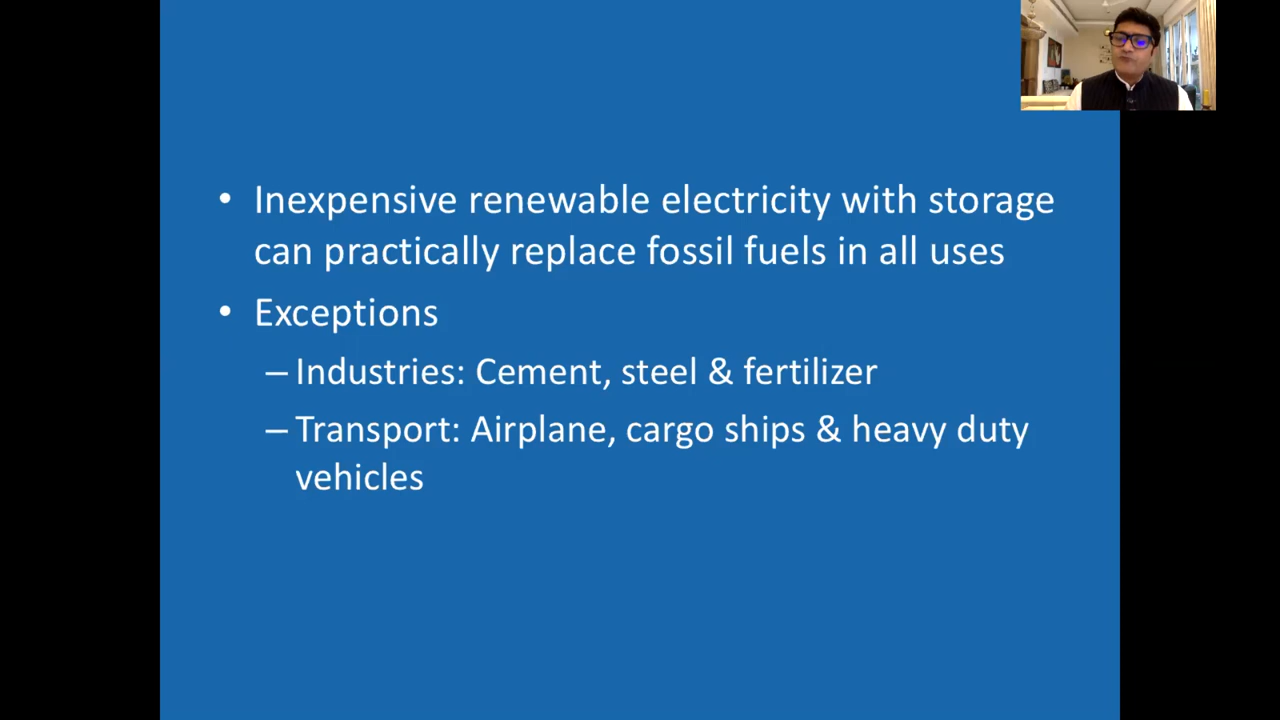 • Inexpensive renewable electricity with storage
can practically replace fossil fuels in all uses
• Exceptions
– Industries: Cement, steel & fertilizer
– Transport: Airplane, cargo ships & heavy duty
vehicles